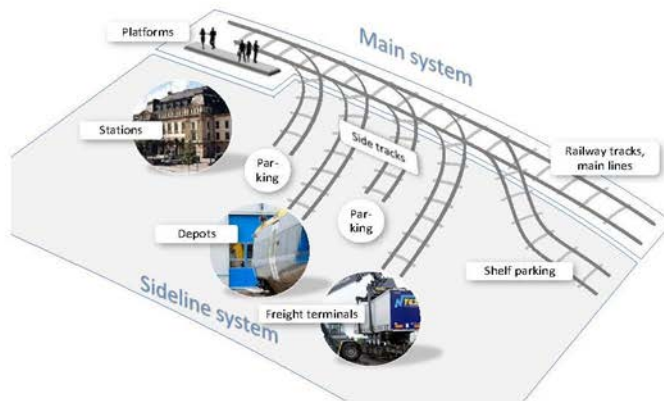 Platforms
Main system
Stations
Side tracks
Railway tracks,
main lines
Par-
king
Par-
king
Depots
Shelf parking
Freight terminals
Sideline system